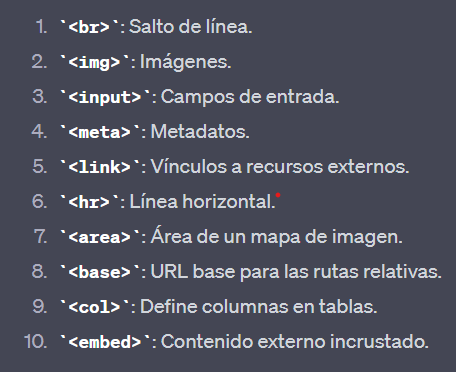 1. `<br>`: Salto de línea.
2. `<img>`: Imágenes.
3. `<input>`: Campos de entrada.
4. `<meta>`: Metadatos.
5. `<link>`: Vínculos a recursos externos.
6. `<hr>`: Línea horizontal.
7. `<area>`: Área de un mapa de imagen.
8. `<base>`: URL base para las rutas relativas.
9. `<col>`: Define columnas en tablas.
10. `<embed>`: Contenido externo incrustado.